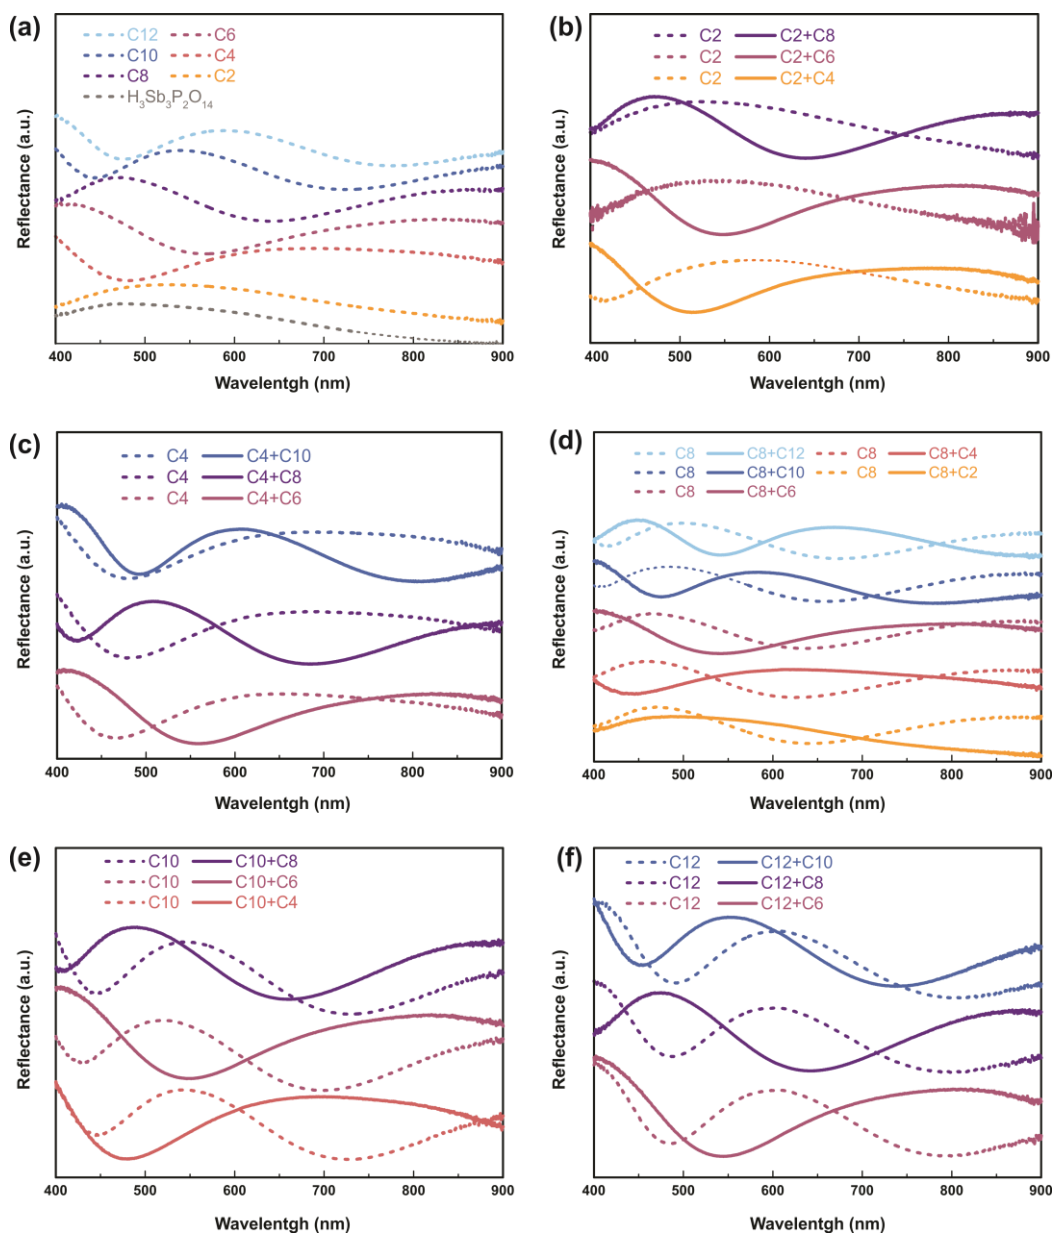 (a)
C12 C6
C10 C4
C8 C2
H₃Sb₃P₂O₁₄
Reflectance (a.u.)
400 500 600 700 800 900
Wavelentgh (nm)
(b)
C2 C2+C8
C2 C2+C6
C2 C2+C4
Reflectance (a.u.)
400 500 600 700 800 900
Wavelentgh (nm)
(c)
C4 C4+C10
C4 C4+C8
C4 C4+C6
Reflectance (a.u.)
400 500 600 700 800 900
Wavelentgh (nm)
(d)
C8 C8+C12 C8 C8+C4
C8 C8+C10 C8 C8+C2
C8 C8+C6
Reflectance (a.u.)
400 500 600 700 800 900
Wavelentgh (nm)
(e)
C10 C10+C8
C10 C10+C6
C10 C10+C4
Reflectance (a.u.)
400 500 600 700 800 900
Wavelentgh (nm)
(f)
C12 C12+C10
C12 C12+C8
C12 C12+C6
Reflectance (a.u.)
400 500 600 700 800 900
Wavelentgh (nm)